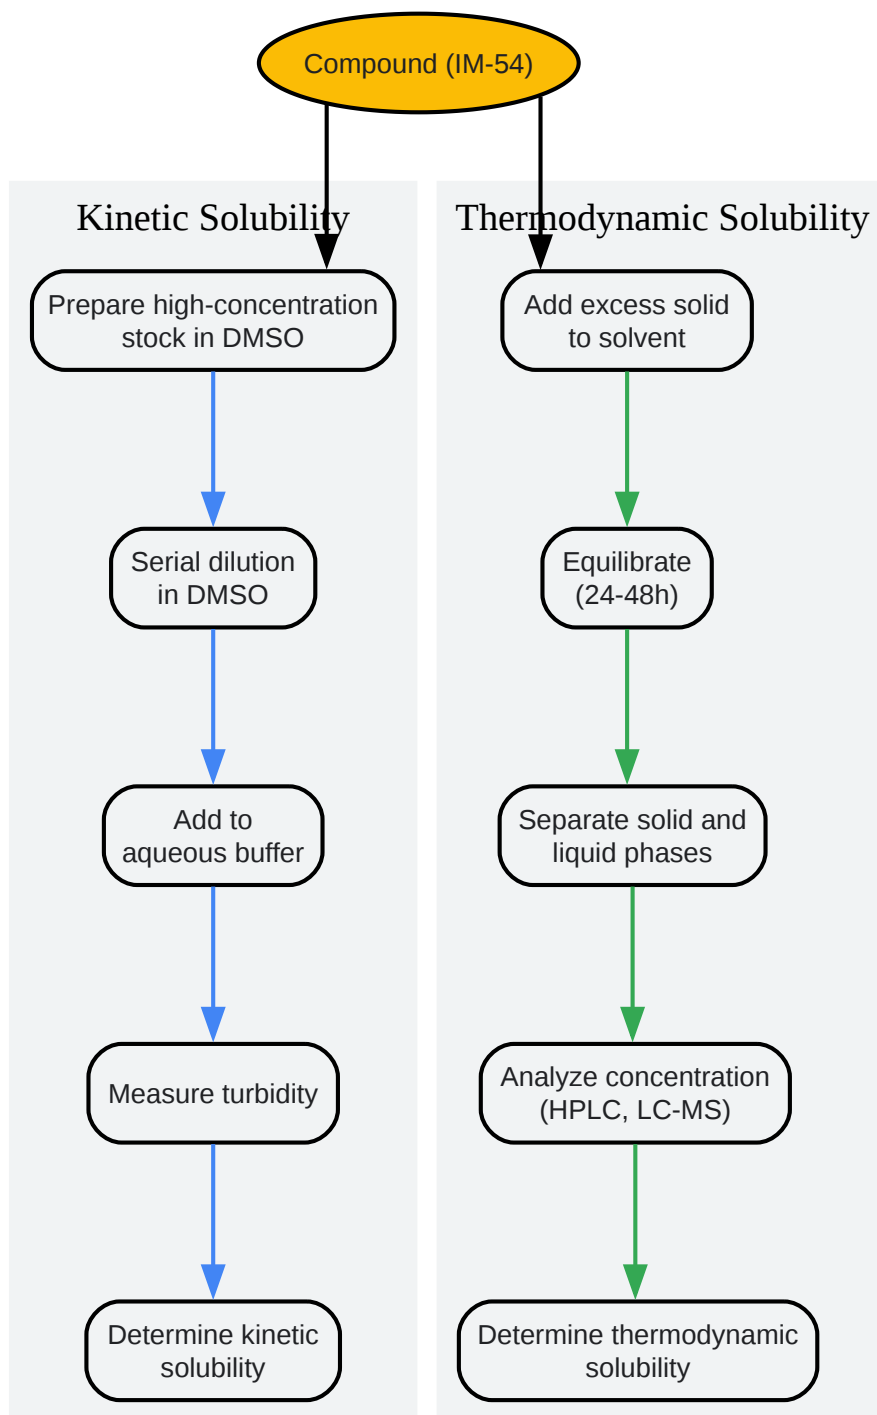 Compound (IM-54)
Kinetic Solubility
Prepare high-concentration
stock in DMSO
Serial dilution
in DMSO
Add to
aqueous buffer
Measure turbidity
Determine kinetic
solubility
Thermodynamic Solubility
Add excess solid
to solvent
Equilibrate
(24-48h)
Separate solid and
liquid phases
Analyze concentration
(HPLC, LC-MS)
Determine thermodynamic
solubility